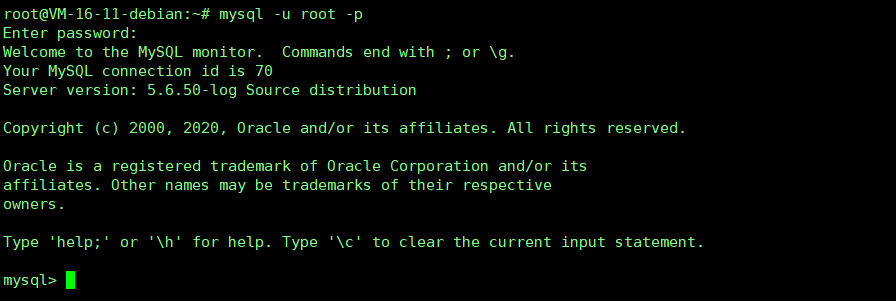 root@VM-16-11-debian:~# mysql -u root -p
Enter password:
Welcome to the MySQL monitor.  Commands end with ; or \g.
Your MySQL connection id is 70
Server version: 5.6.50-log Source distribution
Copyright (c) 2000, 2020, Oracle and/or its affiliates. All rights reserved.
Oracle is a registered trademark of Oracle Corporation and/or its
affiliates. Other names may be trademarks of their respective
owners.
Type 'help;' or '\h' for help. Type '\c' to clear the current input statement.
mysql>